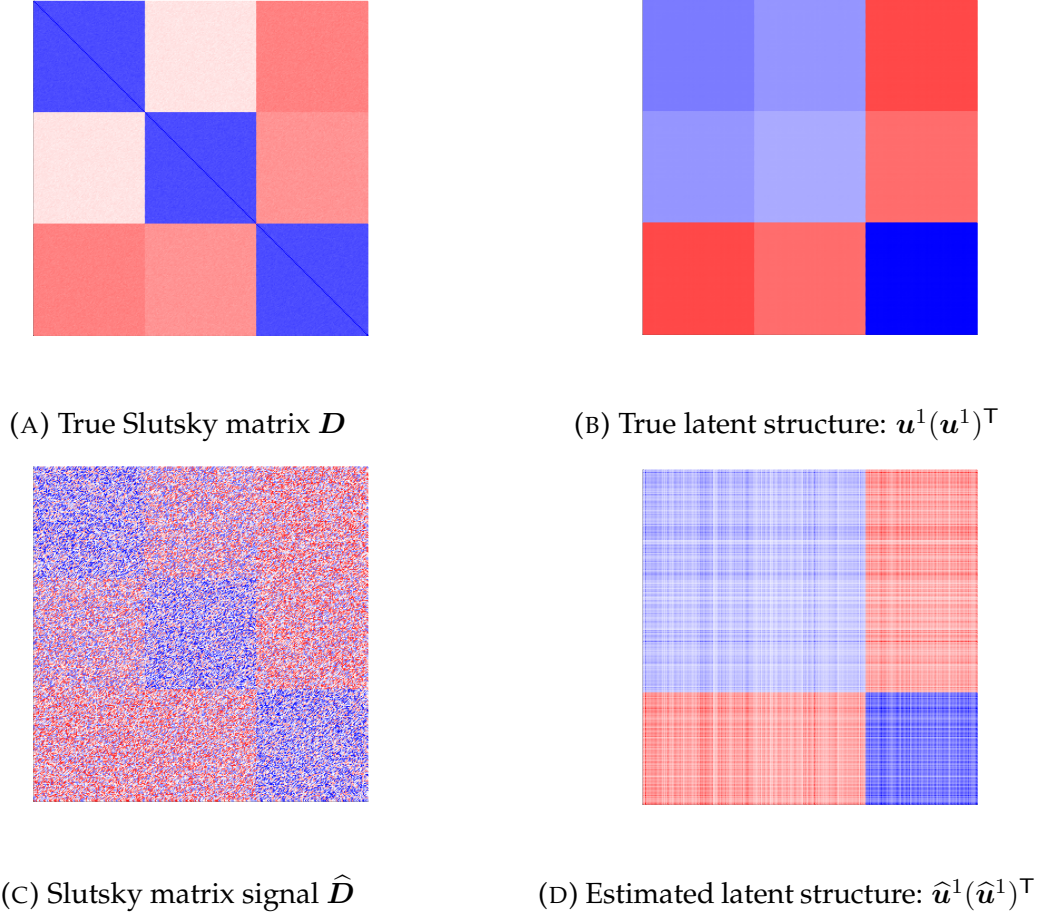 (A) True Slutsky matrix 𝑫
(B) True latent structure: 𝒖¹(𝒖¹)ᵀ
(C) Slutsky matrix signal 𝑫̂
(D) Estimated latent structure: 𝒖̂¹(𝒖̂¹)ᵀ